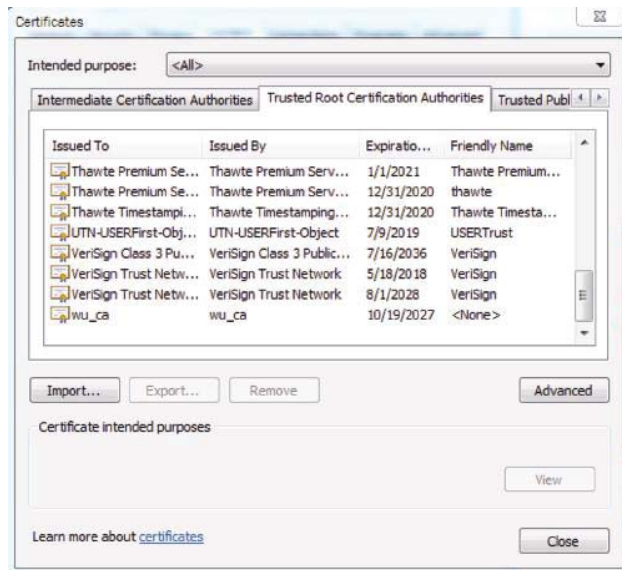 Certificates
Intended purpose: <All>
Intermediate Certification Authorities Trusted Root Certification Authorities Trusted Publ
Issued To Issued By Expiratio... Friendly Name
Thawte Premium Se... Thawte Premium Serv... 1/1/2021 Thawte Premium...
Thawte Premium Se... Thawte Premium Serv... 12/31/2020 thawte
Thawte Timestampi... Thawte Timestamping... 12/31/2020 Thawte Timesta...
UTN-USERFirst-Obj... UTN-USERFirst-Object 7/9/2019 USERTrust
VeriSign Class 3 Pu... VeriSign Class 3 Public... 7/16/2036 VeriSign
VeriSign Trust Netw... VeriSign Trust Network 5/18/2018 VeriSign
VeriSign Trust Netw... VeriSign Trust Network 8/1/2028 VeriSign
wu_ca wu_ca 10/19/2027 <None>
Import... Export... Remove Advanced
Certificate intended purposes
View
Learn more about certificates
Close